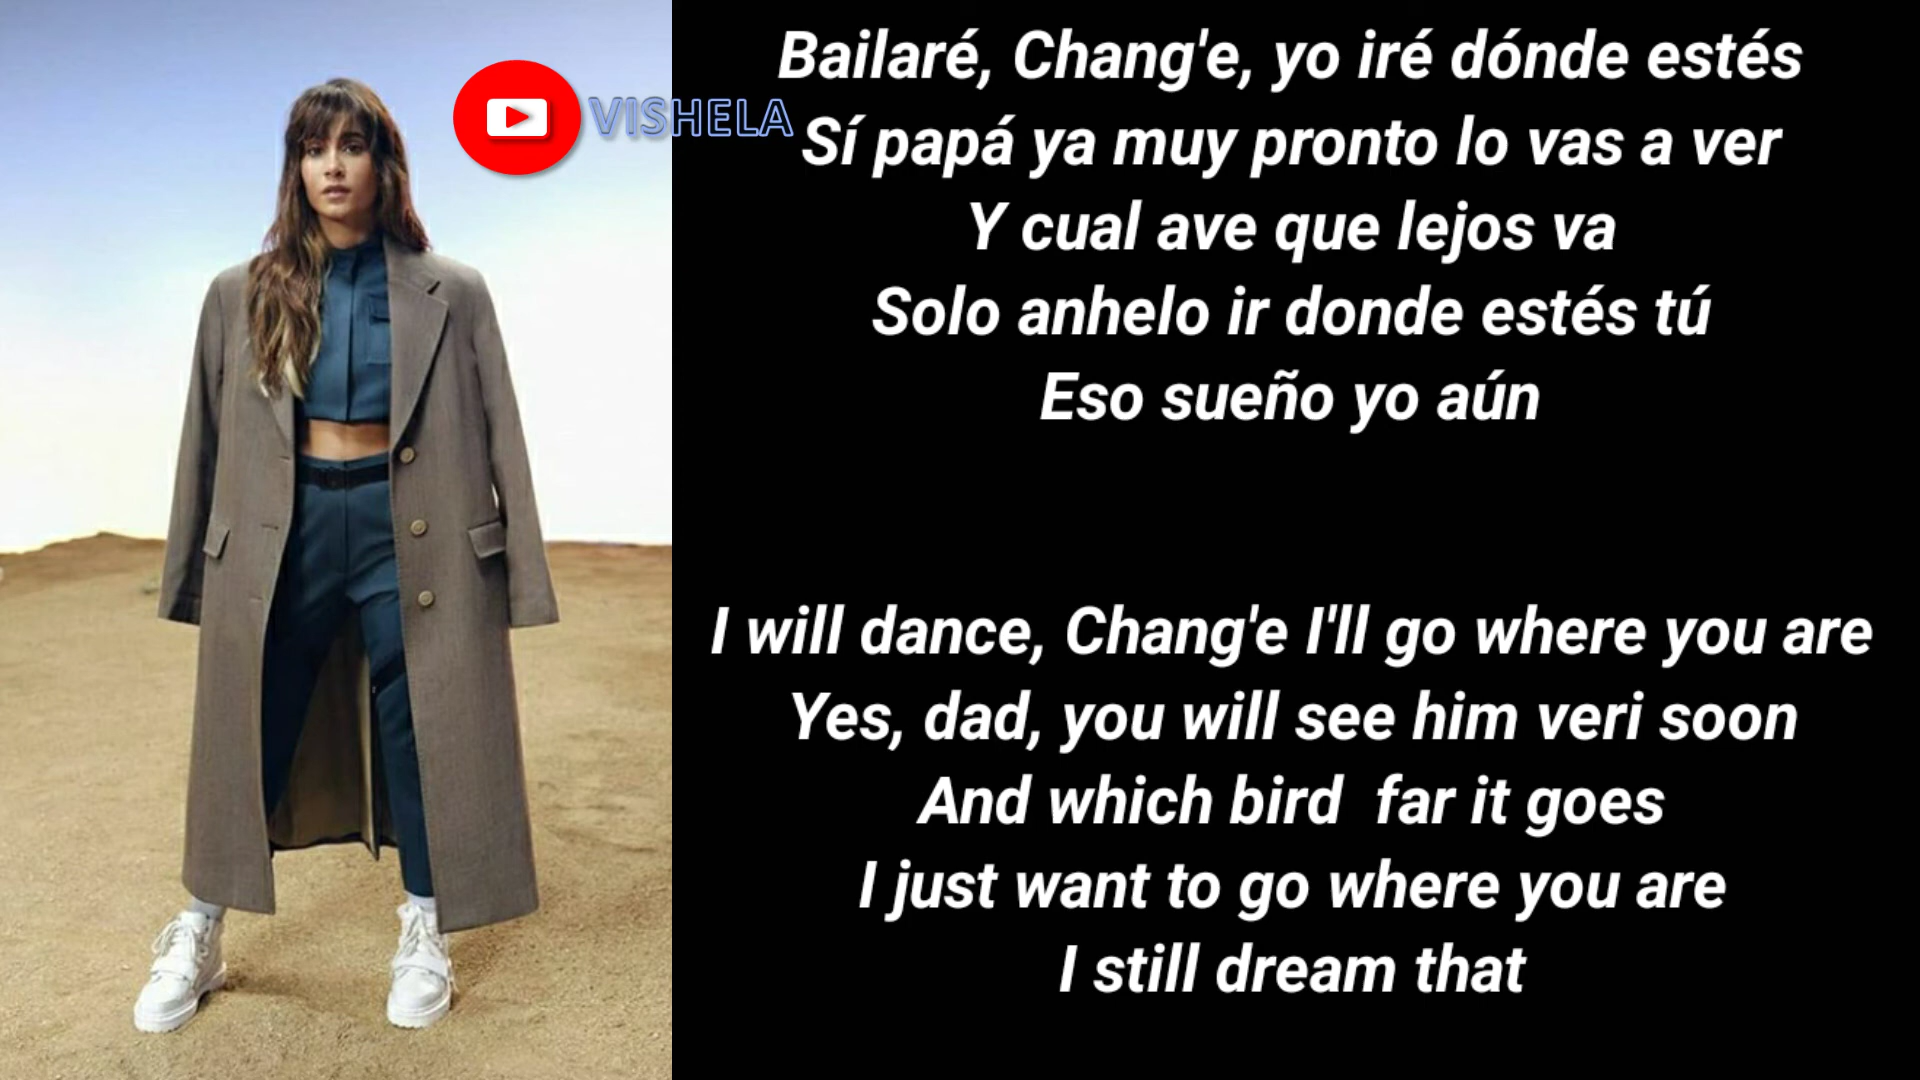 VISHELA
Bailaré, Chang'e, yo iré dónde estés
Sí papá ya muy pronto lo vas a ver
Y cual ave que lejos va
Solo anhelo ir donde estés tú
Eso sueño yo aún
I will dance, Chang'e I'll go where you are
Yes, dad, you will see him veri soon
And which bird  far it goes
I just want to go where you are
I still dream that